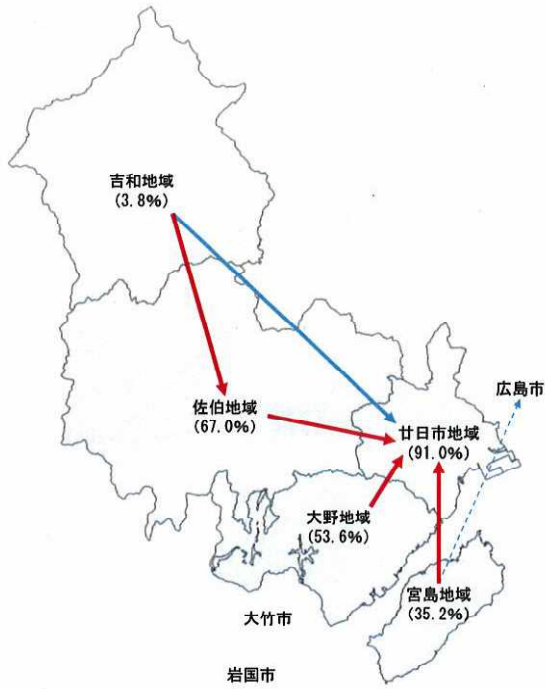 吉和地域
(3.8%)
広島市
佐伯地域
(67.0%)
廿日市地域
(91.0%)
大野地域
(53.6%)
宮島地域
(35.2%)
大竹市
岩国市